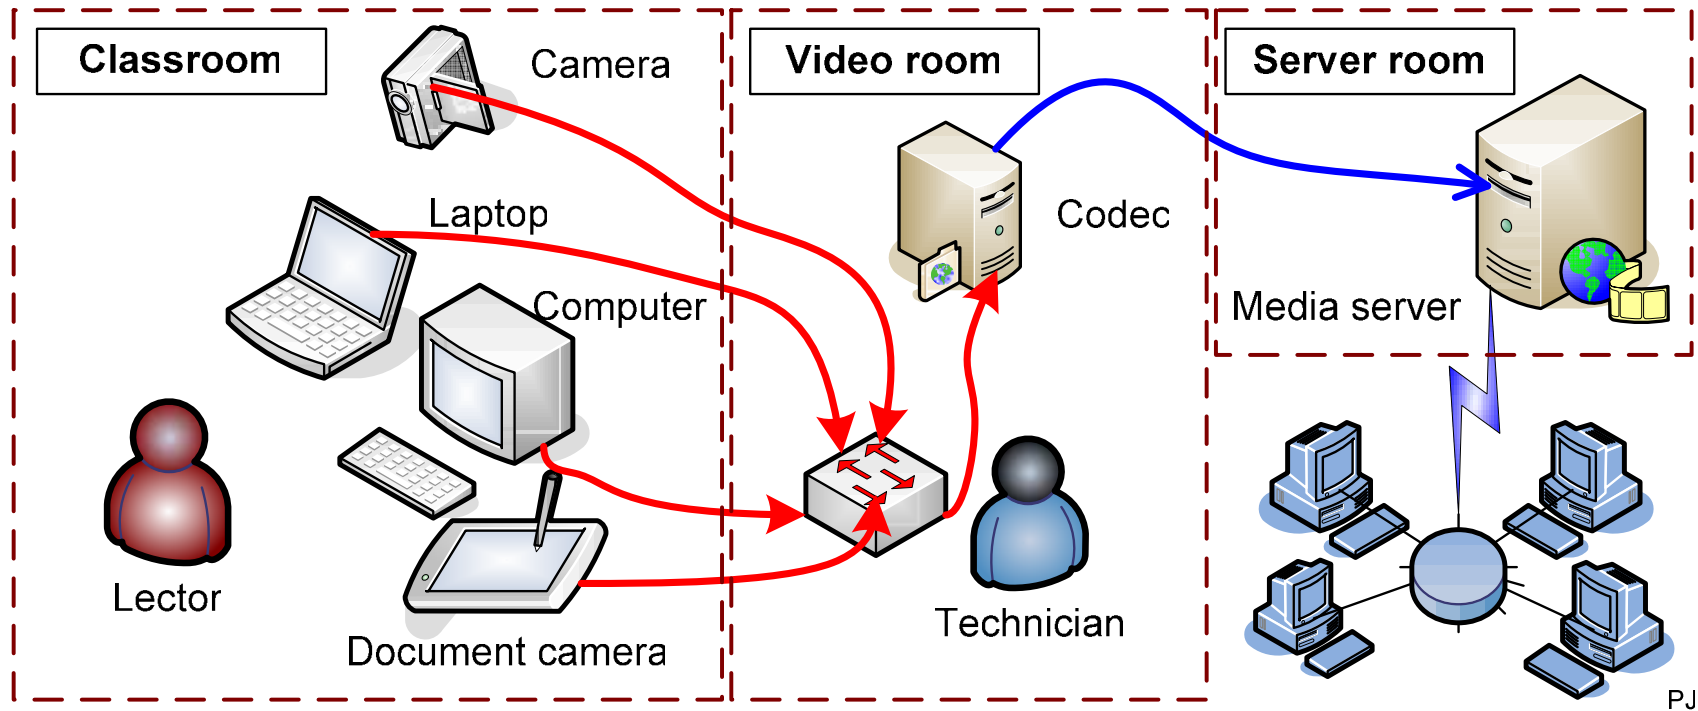 Classroom
Camera
Laptop
Computer
Lector
Document camera
Video room
Codec
Technician
Server room
Media server
PJ